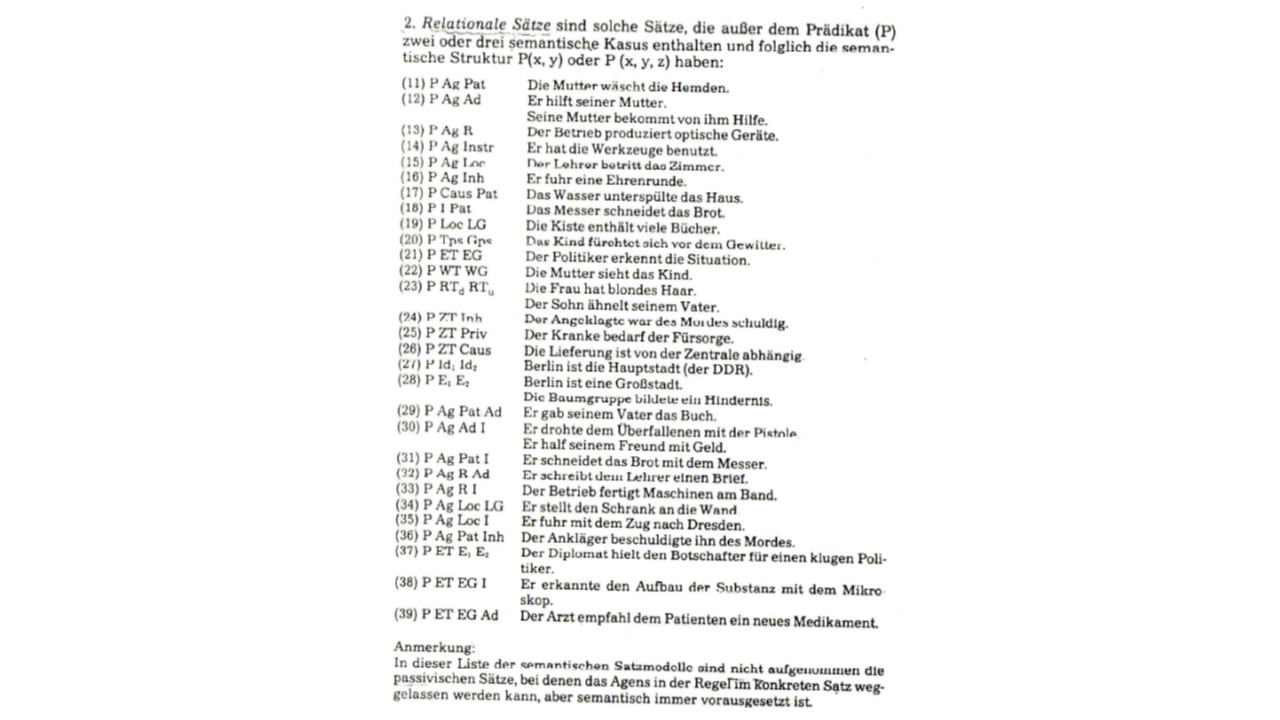 2. Relationale Sätze sind solche Sätze, die außer dem Prädikat (P)
zwei oder drei semantische Kasus enthalten und folglich die seman-
tische Struktur P(x, y) oder P (x, y, z) haben:
(11) P Ag Pat Die Mutter wäscht die Hemden.
(12) P Ag Ad Er hilft seiner Mutter.
Seine Mutter bekommt von ihm Hilfe.
(13) P Ag R Der Betrieb produziert optische Geräte.
(14) P Ag Instr Er hat die Werkzeuge benutzt.
(15) P Ag Loc Der Lehrer betritt das Zimmer.
(16) P Ag Inh Er fuhr eine Ehrenrunde.
(17) P Caus Pat Das Wasser unterspülte das Haus.
(18) P I Pat Das Messer schneidet das Brot.
(19) P Loc LG Die Kiste enthält viele Bücher.
(20) P Tps Gps Das Kind fürchtet sich vor dem Gewitter.
(21) P ET EG Der Politiker erkennt die Situation.
(22) P WT WG Die Mutter sieht das Kind.
(23) P RTd RTu Die Frau hat blondes Haar.
Der Sohn ähnelt seinem Vater.
(24) P ZT Inh Der Angeklagte war des Mordes schuldig.
(25) P ZT Priv Der Kranke bedarf der Fürsorge.
(26) P ZT Caus Die Lieferung ist von der Zentrale abhängig.
(27) P Id₁ Id₂ Berlin ist die Hauptstadt (der DDR).
(28) P E₁ E₂ Berlin ist eine Großstadt.
Die Baumgruppe bildete ein Hindernis.
(29) P Ag Pat Ad Er gab seinem Vater das Buch.
(30) P Ag Ad I Er drohte dem Überfallenen mit der Pistole.
Er half seinem Freund mit Geld.
(31) P Ag Pat I Er schneidet das Brot mit dem Messer.
(32) P Ag R Ad Er schreibt dem Lehrer einen Brief.
(33) P Ag R I Der Betrieb fertigt Maschinen am Band.
(34) P Ag Loc LG Er stellt den Schrank an die Wand.
(35) P Ag Loc I Er fuhr mit dem Zug nach Dresden.
(36) P Ag Pat Inh Der Ankläger beschuldigte ihn des Mordes.
(37) P ET E₁ E₂ Der Diplomat hielt den Botschafter für einen klugen Poli-
tiker.
(38) P ET EG I Er erkannte den Aufbau der Substanz mit dem Mikro-
skop.
(39) P ET EG Ad Der Arzt empfahl dem Patienten ein neues Medikament.
Anmerkung:
In dieser Liste der semantischen Satzmodelle sind nicht aufgenommen die
passivischen Sätze, bei denen das Agens in der Regel im konkreten Satz weg-
gelassen werden kann, aber semantisch immer vorausgesetzt ist.